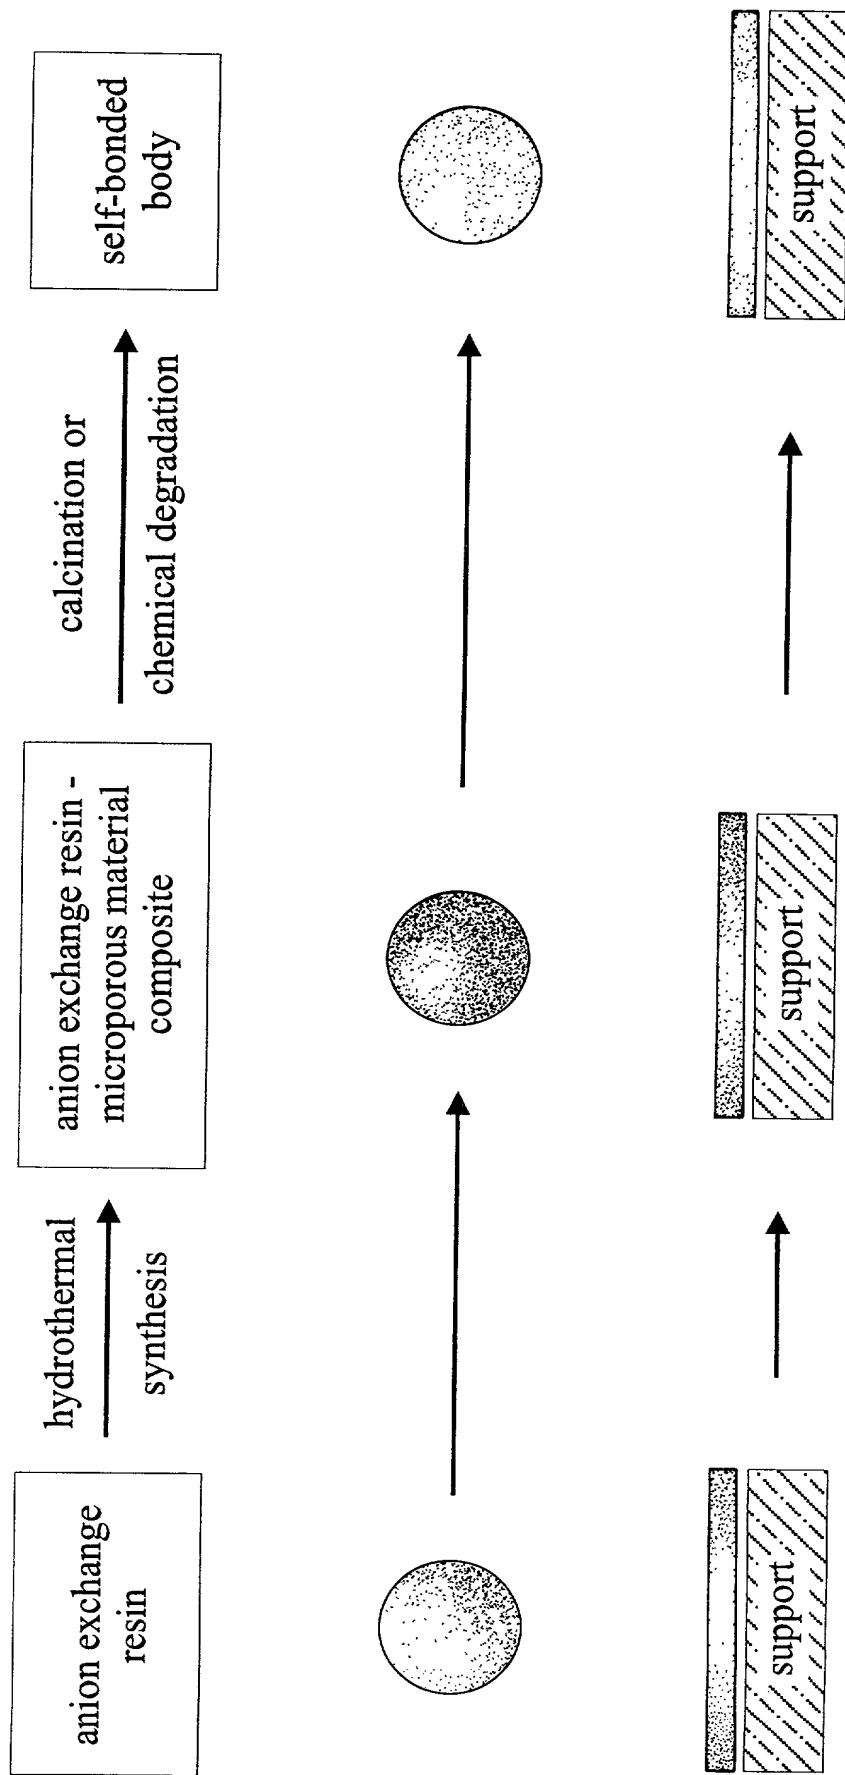 anion exchange
resin
hydrothermal
synthesis
anion exchange resin -
microporous material
composite
calcination or
chemical degradation
self-bonded
body
support
support
support